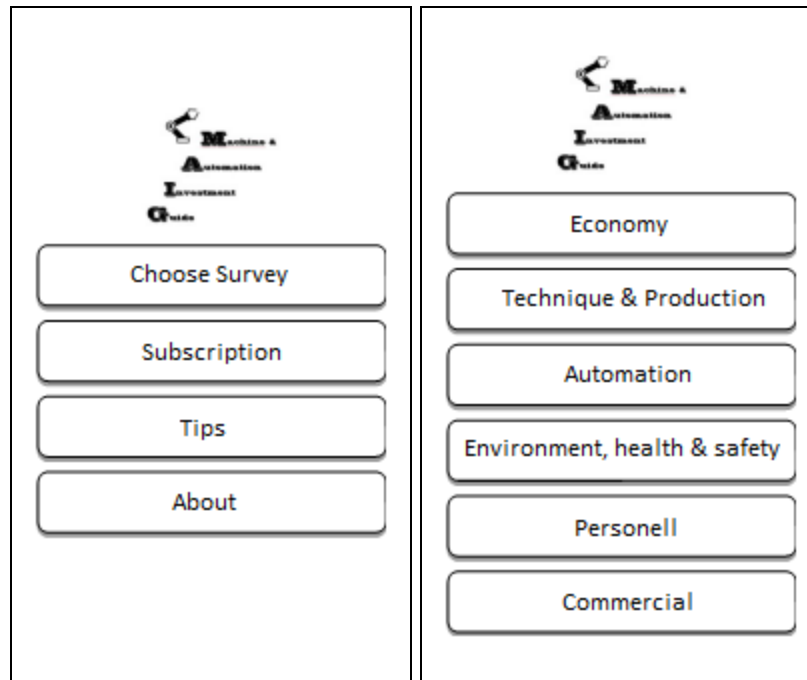 Machine &
Automation
Investment
Guide
Choose Survey
Subscription
Tips
About
Machine &
Automation
Investment
Guide
Economy
Technique & Production
Automation
Environment, health & safety
Personell
Commercial